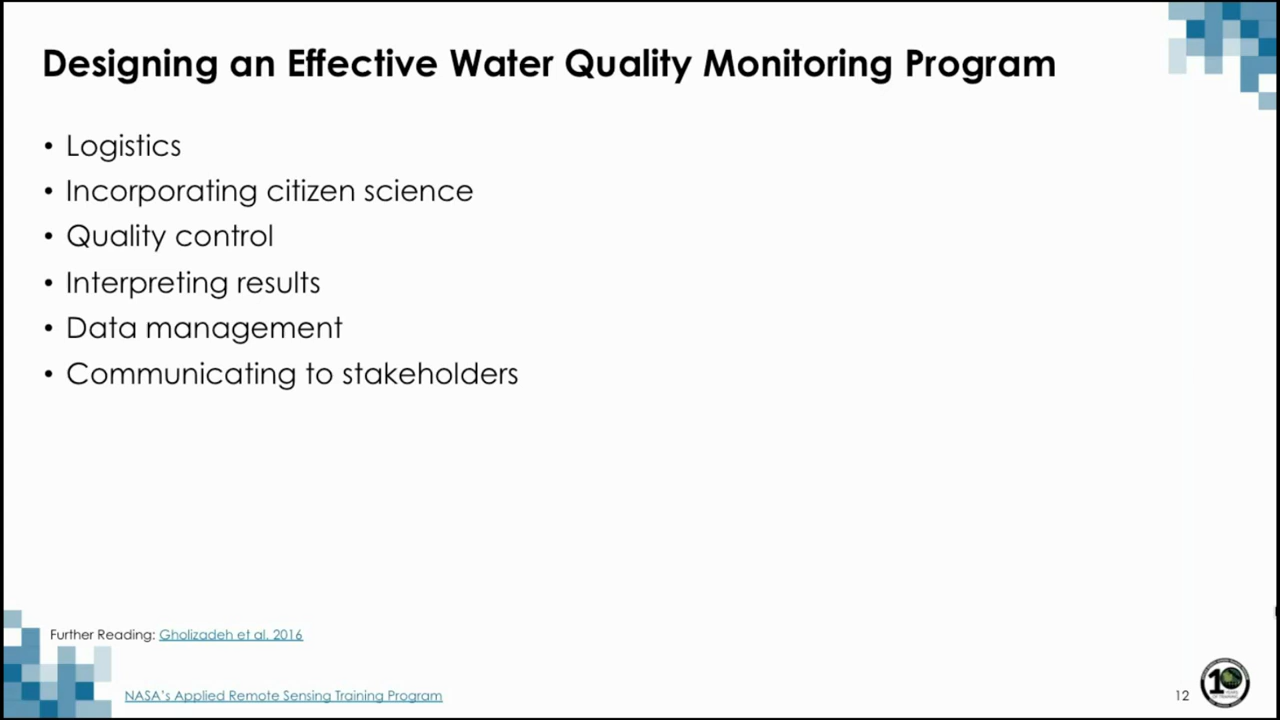 Designing an Effective Water Quality Monitoring Program
• Logistics
• Incorporating citizen science
• Quality control
• Interpreting results
• Data management
• Communicating to stakeholders
Further Reading: Gholizadeh et al, 2016
NASA's Applied Remote Sensing Training Program
12
10